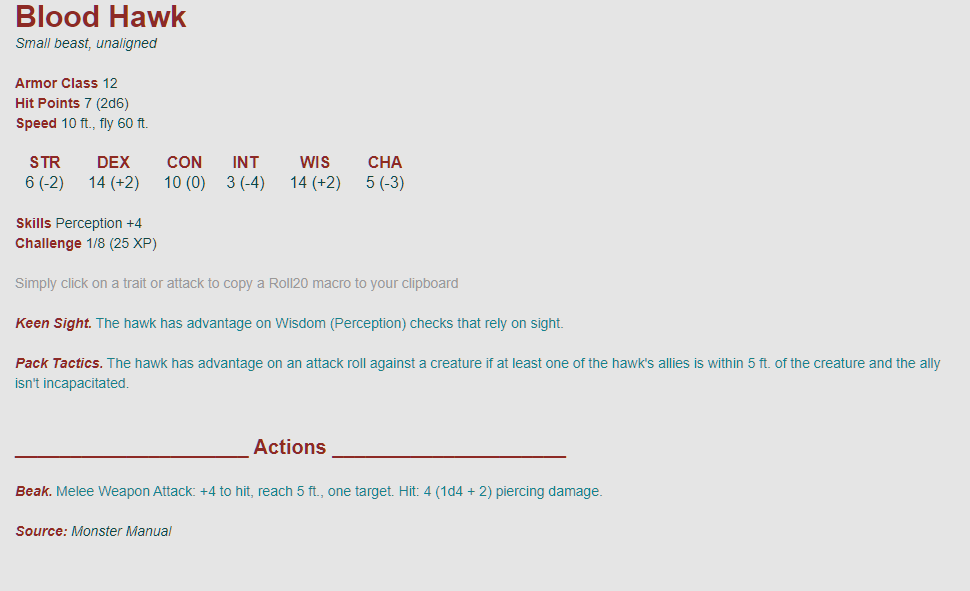 Blood Hawk
Small beast, unaligned
Armor Class 12
Hit Points 7 (2d6)
Speed 10 ft., fly 60 ft.
STR DEX CON INT WIS CHA
6 (-2) 14 (+2) 10 (0) 3 (-4) 14 (+2) 5 (-3)
Skills Perception +4
Challenge 1/8 (25 XP)
Simply click on a trait or attack to copy a Roll20 macro to your clipboard
Keen Sight. The hawk has advantage on Wisdom (Perception) checks that rely on sight.
Pack Tactics. The hawk has advantage on an attack roll against a creature if at least one of the hawk's allies is within 5 ft. of the creature and the ally
isn't incapacitated.
_____________________ Actions _____________________
Beak. Melee Weapon Attack: +4 to hit, reach 5 ft., one target. Hit: 4 (1d4 + 2) piercing damage.
Source: Monster Manual